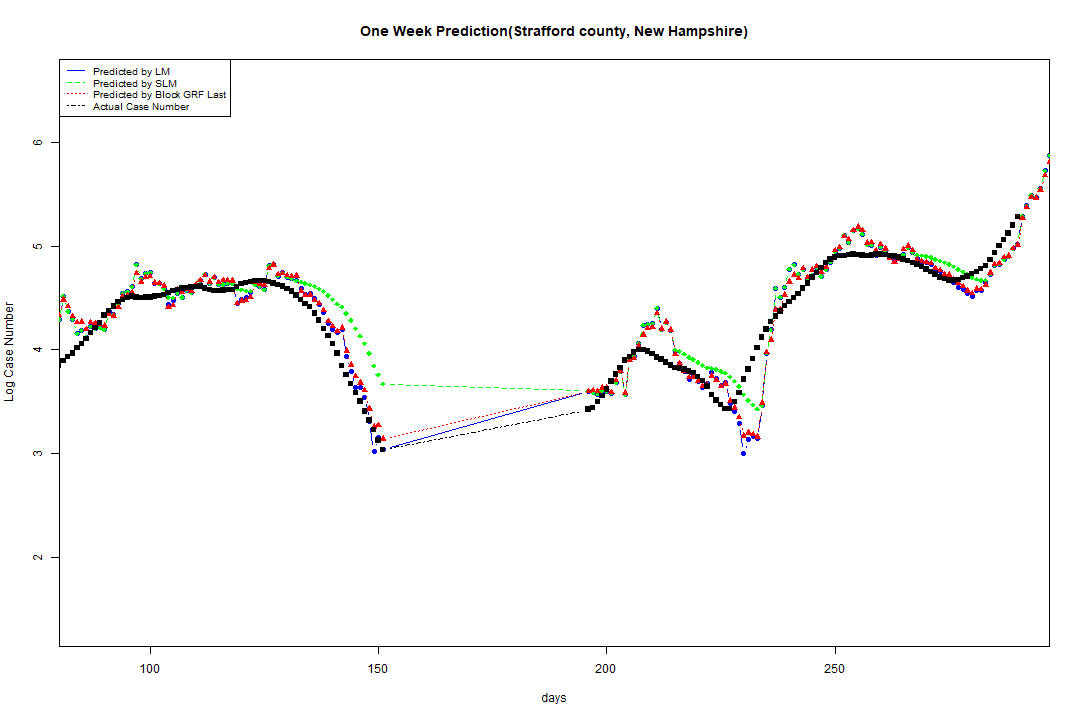 One Week Prediction(Strafford county, New Hampshire)
Predicted by LM
Predicted by SLM
Predicted by Block GRF Last
Actual Case Number
6
5
4
3
2
Log Case Number
100
150
200
250
days